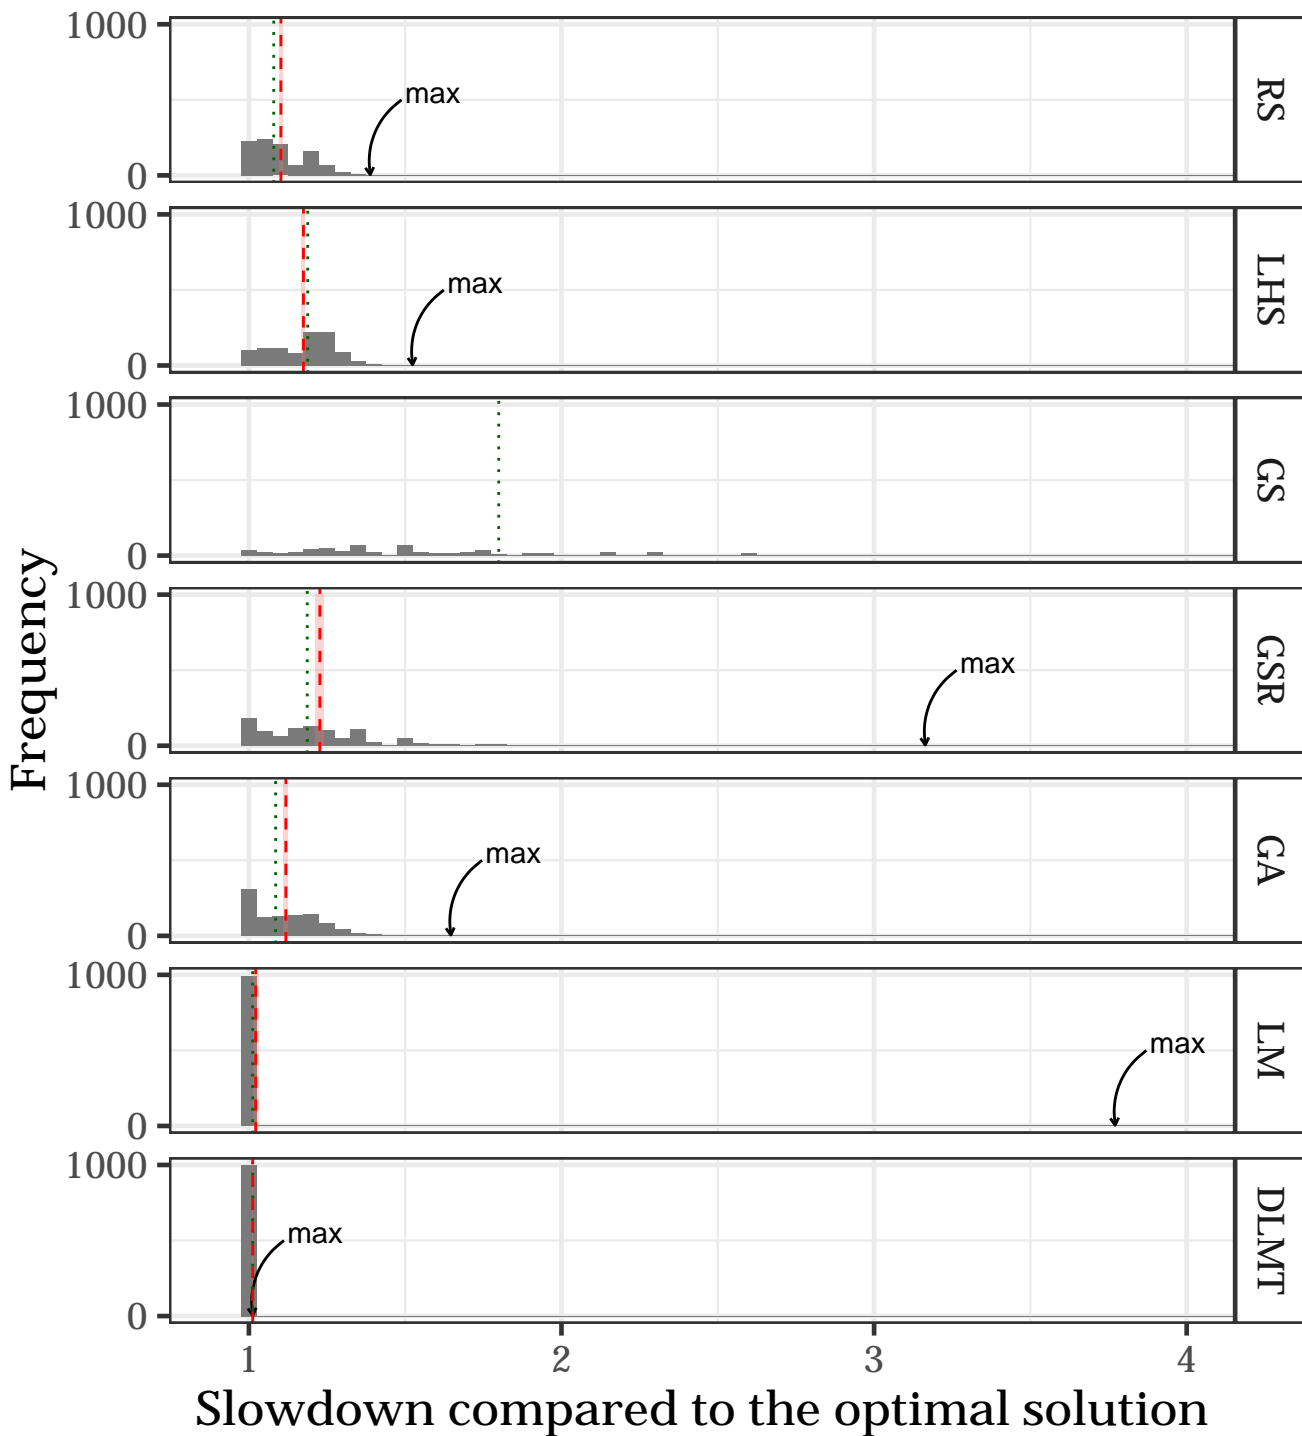 1000
max
0
RS
1000
max
0
LHS
1000
0
GS
1000
max
0
GSR
1000
max
0
GA
1000
max
0
LM
1000
max
0
DLMT
Frequency
1 2 3 4
Slowdown compared to the optimal solution